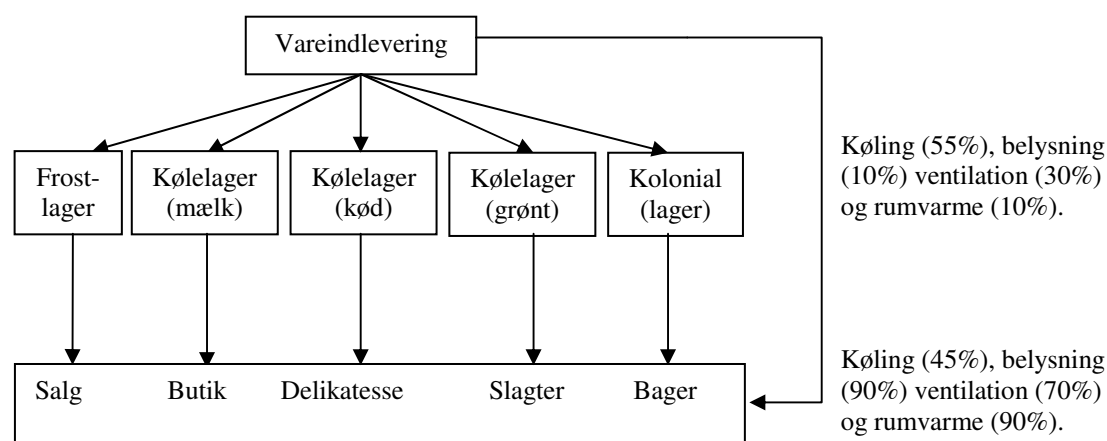 Vareindlevering
Frost-
lager
Kølelager
(mælk)
Kølelager
(kød)
Kølelager
(grønt)
Kolonial
(lager)
Køling (55%), belysning
(10%) ventilation (30%)
og rumvarme (10%).
Salg Butik Delikatesse Slagter Bager
Køling (45%), belysning
(90%) ventilation (70%)
og rumvarme (90%).